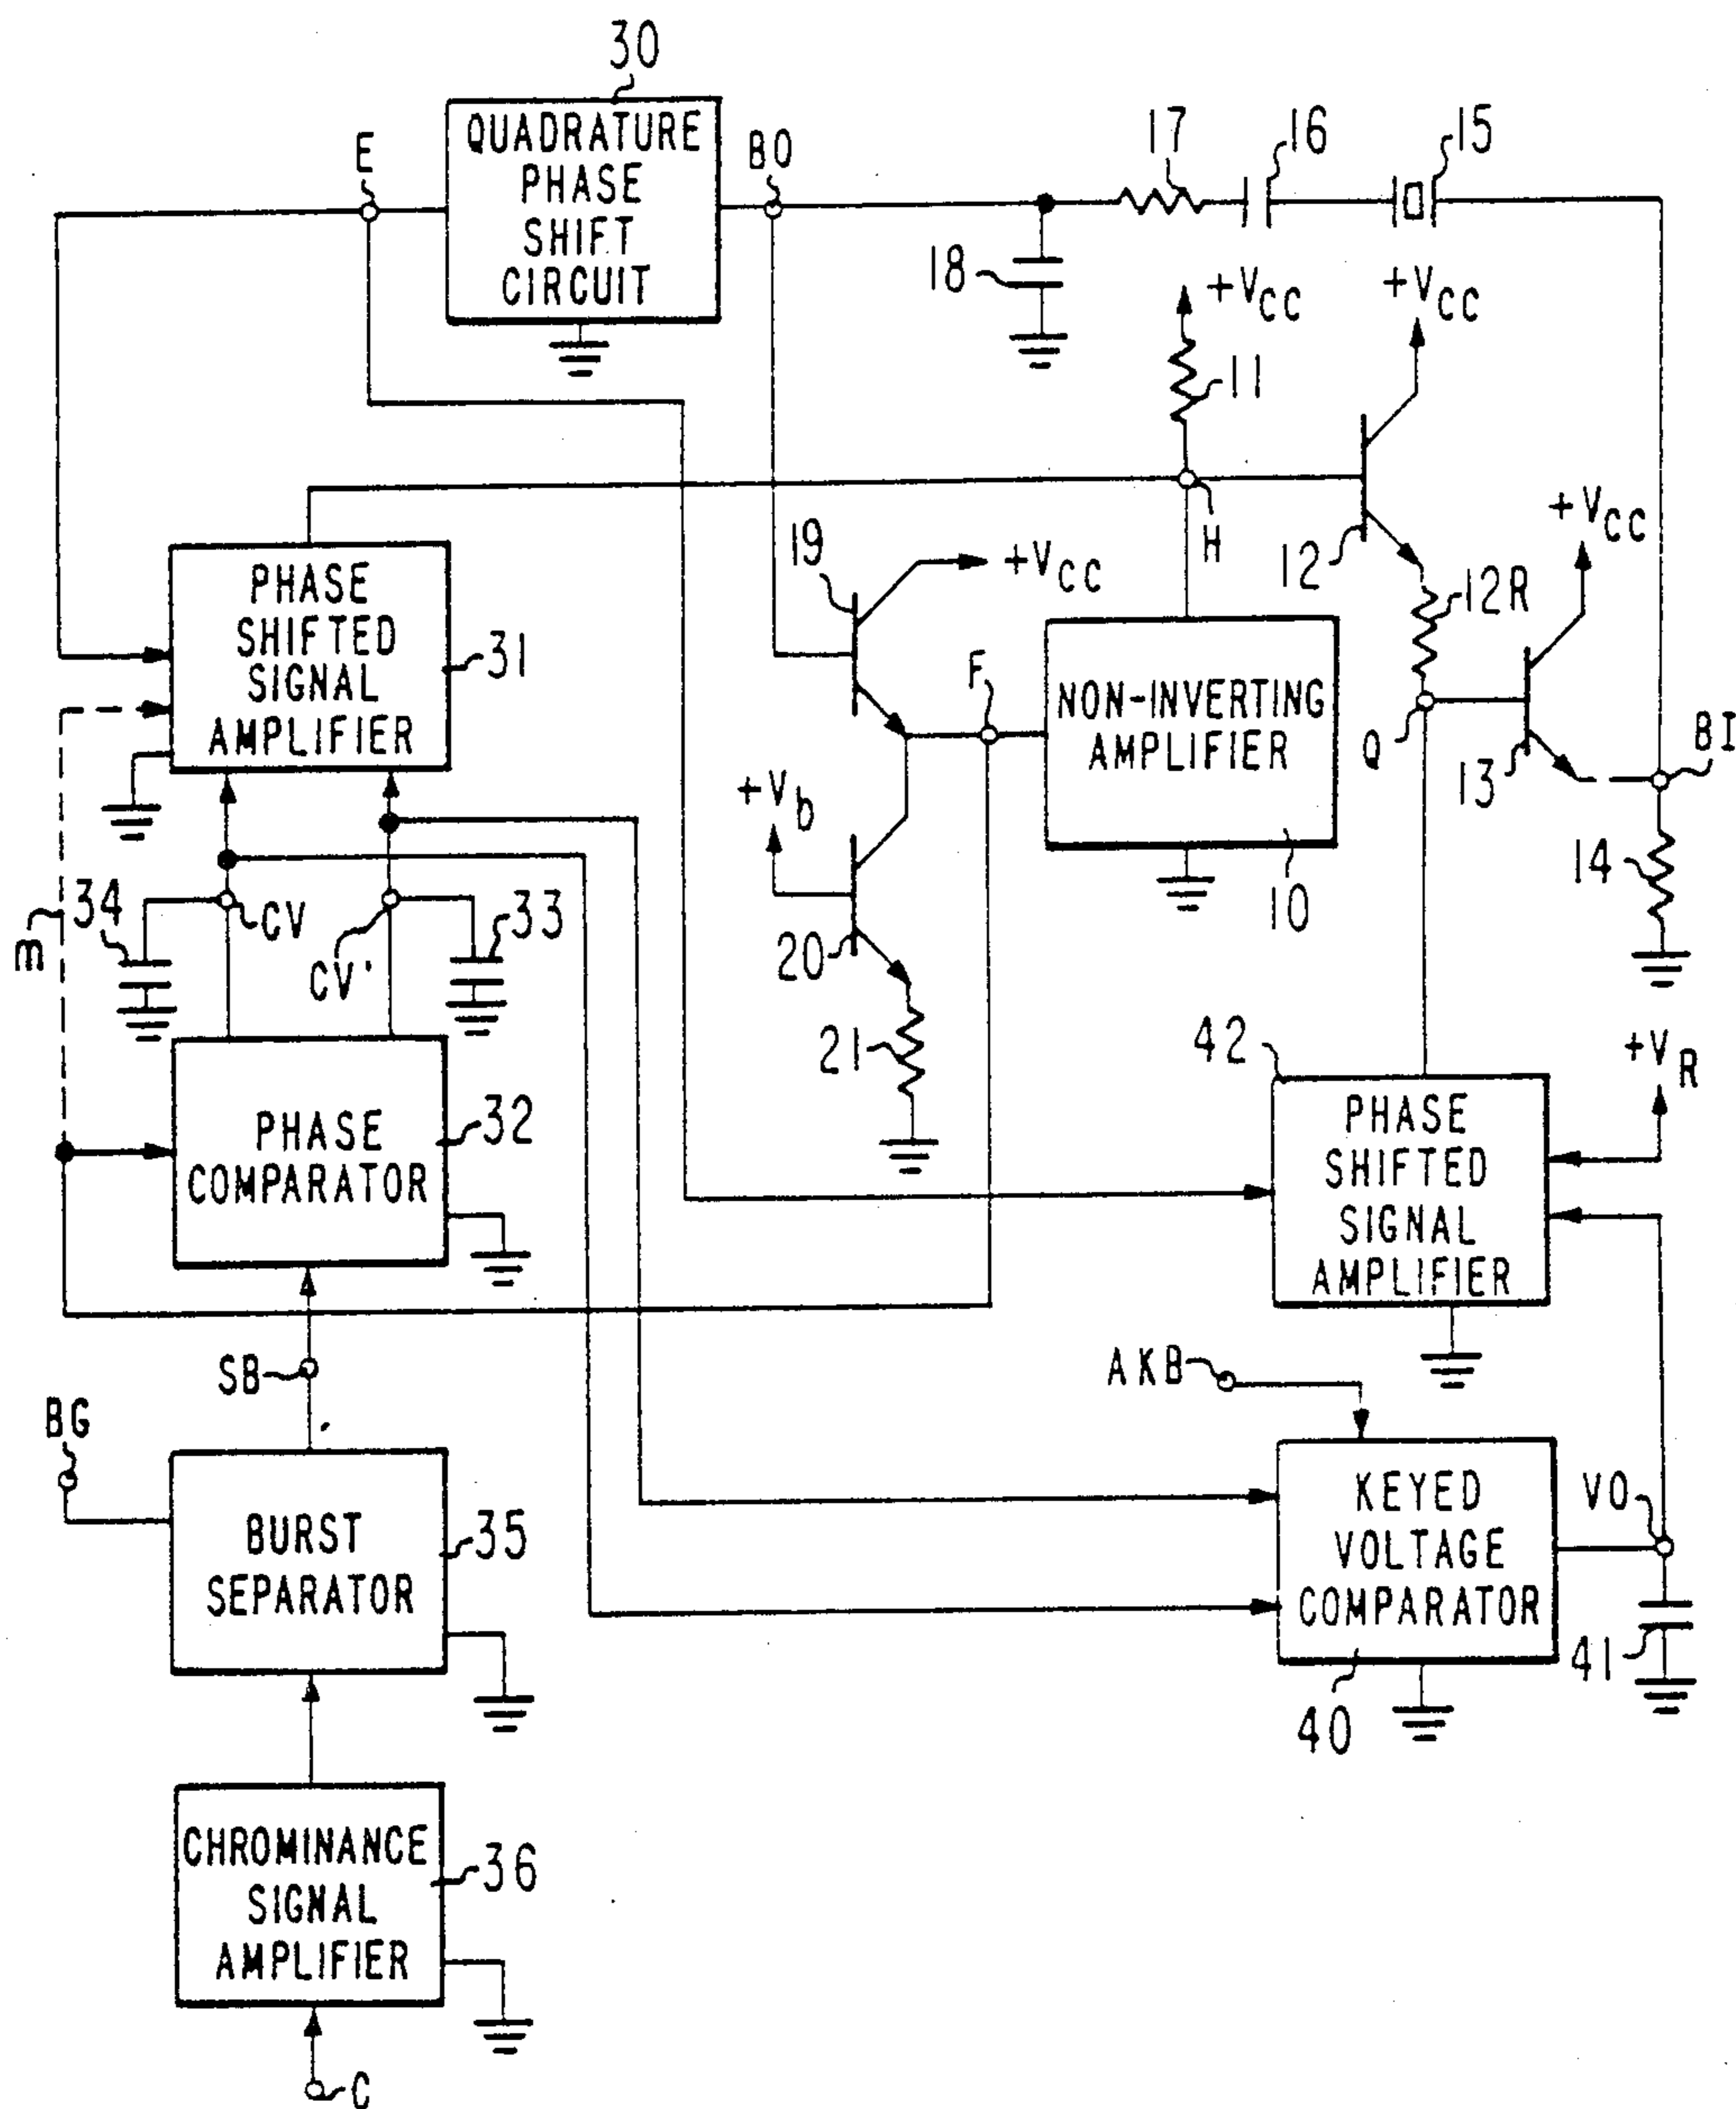 30
QUADRATURE
PHASE
SHIFT
CIRCUIT
E
BO
17
16
15
18
+VCC
+VCC
11
H
12
+VCC
12R
19
+VCC
PHASE
SHIFTED
SIGNAL
AMPLIFIER
31
F
NON-INVERTING
AMPLIFIER
10
Q
13
BI
14
+Vb
20
21
m
34
CV
CV'
33
PHASE
COMPARATOR
32
42
PHASE
SHIFTED
SIGNAL
AMPLIFIER
+VR
SB
BG
AKB
BURST
SEPARATOR
35
KEYED
VOLTAGE
COMPARATOR
VO
41
40
CHROMINANCE
SIGNAL
AMPLIFIER
36
C